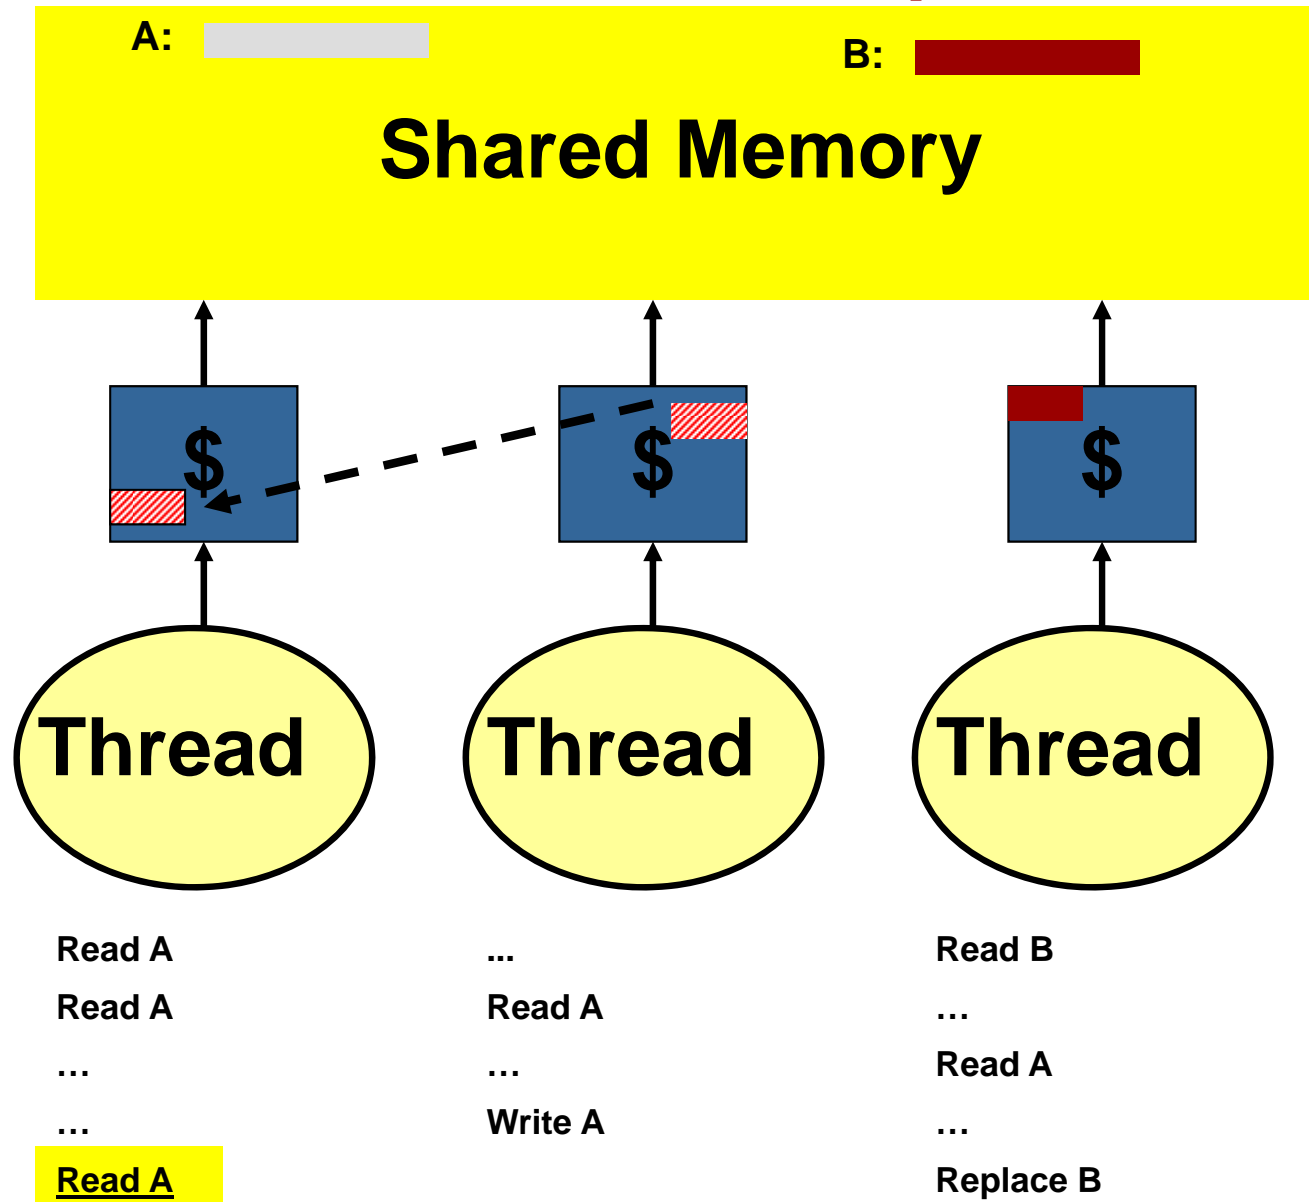 A:
B:
Shared Memory
$ $ $
Thread Thread Thread
Read A ... Read B
Read A Read A …
… … Read A
… Write A …
Read A Replace B